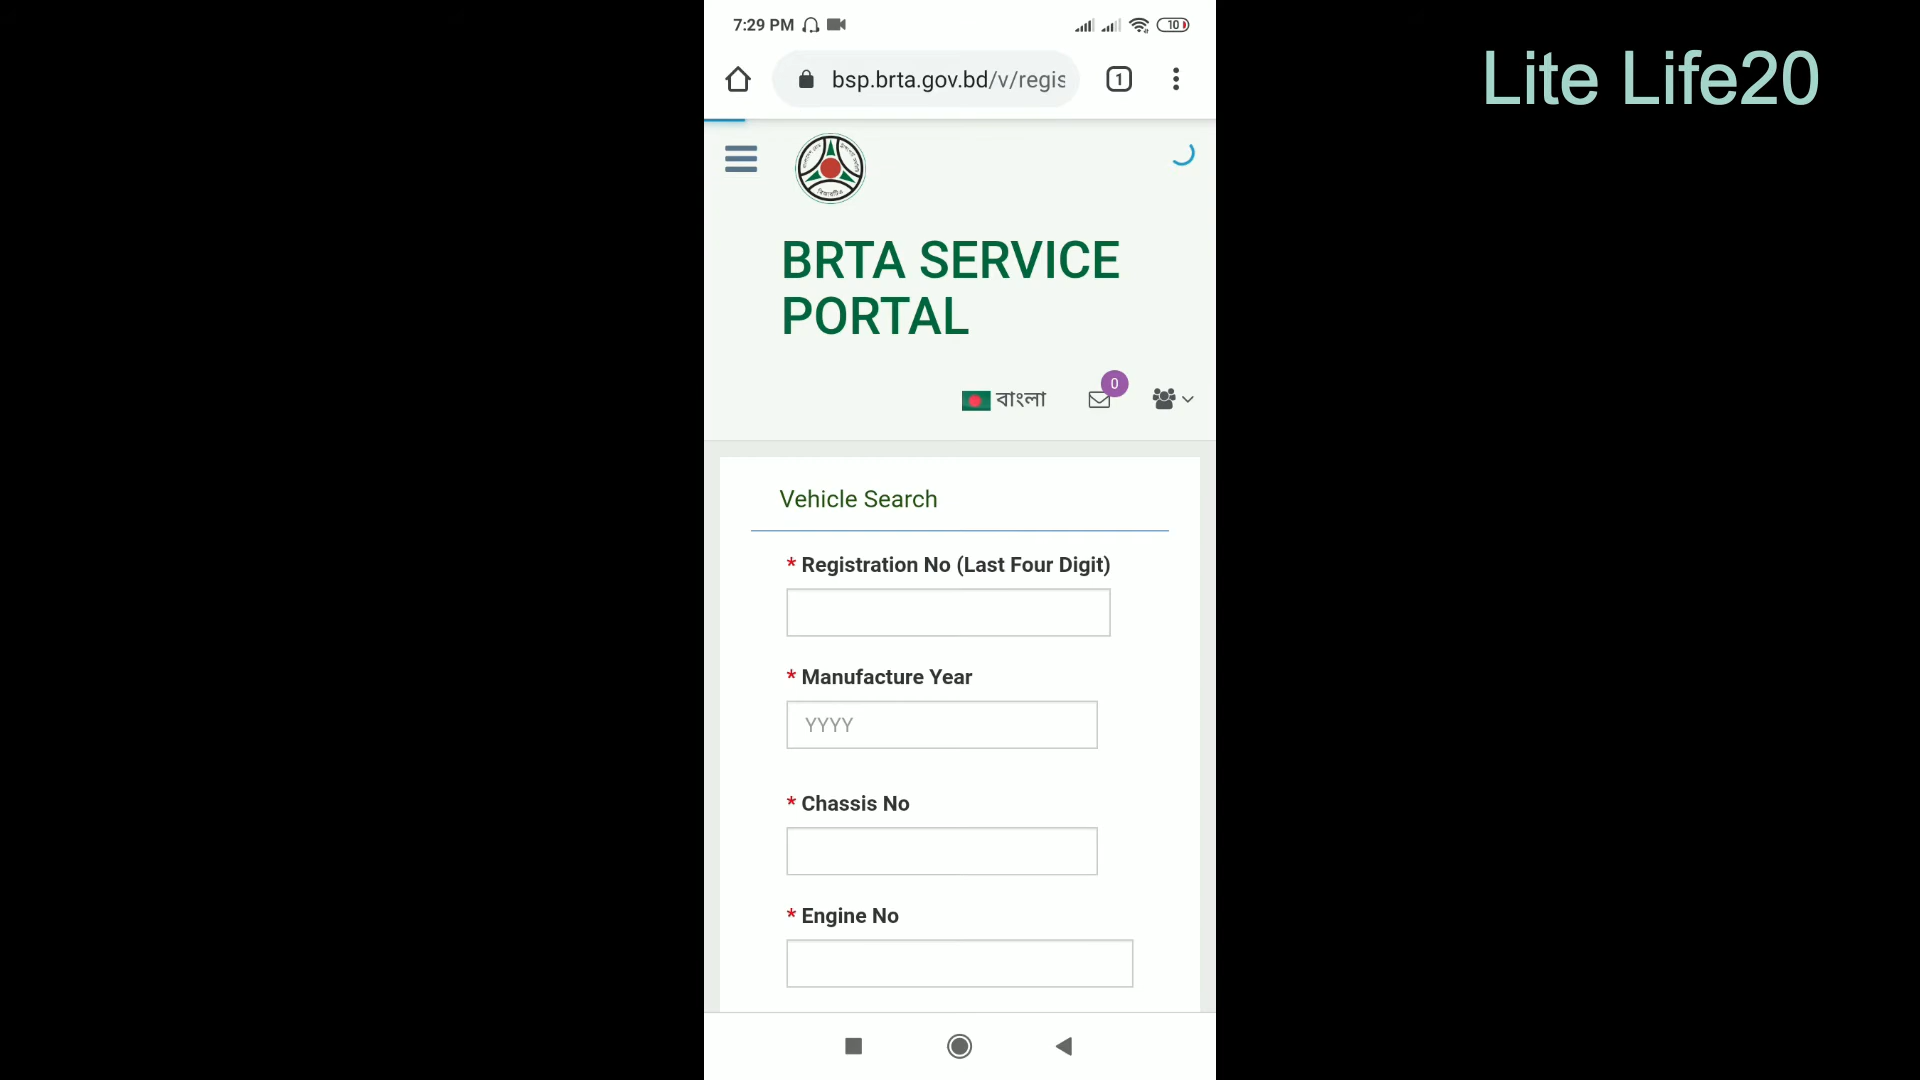 7:29 PM
10
bsp.brta.gov.bd/v/regis
1
Lite Life20
BRTA SERVICE
PORTAL
বাংলা
0
Vehicle Search
* Registration No (Last Four Digit)
* Manufacture Year
YYYY
* Chassis No
* Engine No